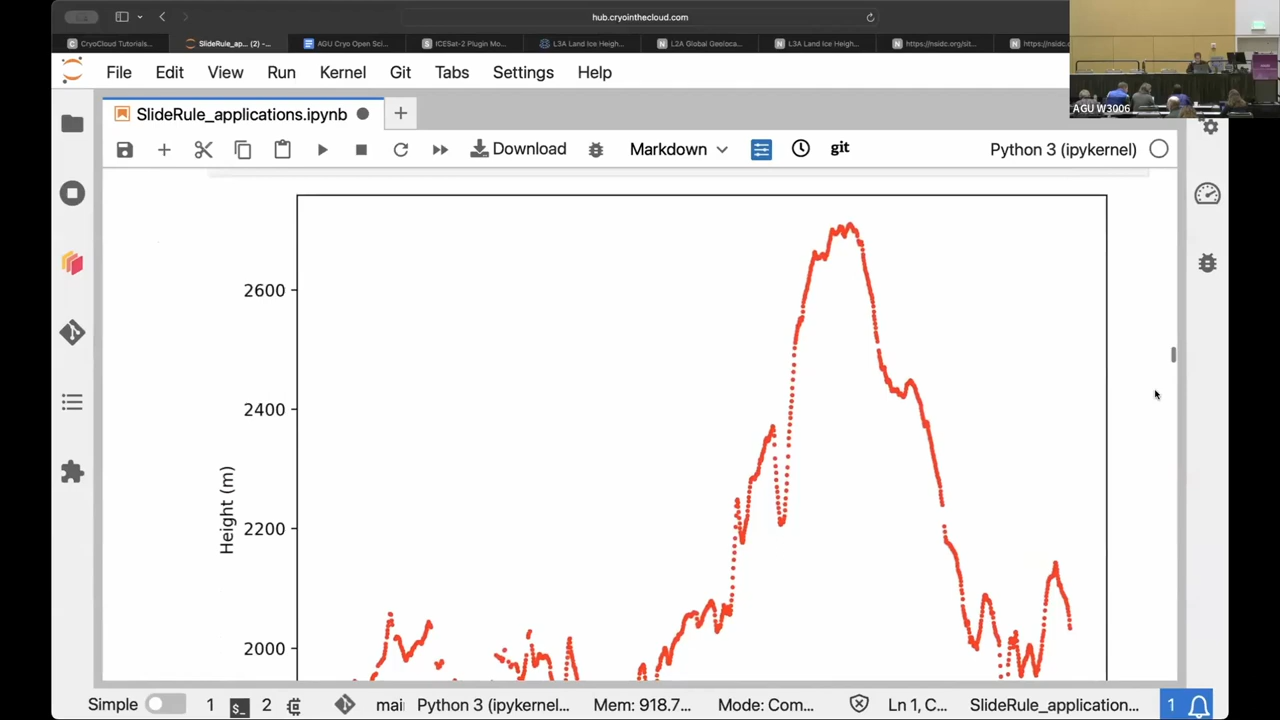 hub.cryointhecloud.com
CryoCloud Tutorials...
SlideRule_ap... (2) -...
AGU Cryo Open Sci...
ICESat-2 Plugin Mo...
L3A Land Ice Heigh...
L2A Global Geoloca...
L3A Land Ice Heigh...
https://nsidc.org/sit...
https://nsidc.o
File Edit View Run Kernel Git Tabs Settings Help
AGU W3006
SlideRule_applications.ipynb
Download
Markdown
git
Python 3 (ipykernel)
2600
2400
2200
2000
Height (m)
Simple 1 $_ 2 mai Python 3 (ipykernel... Mem: 918.7... Mode: Com... Ln 1, C... SlideRule_application... 1